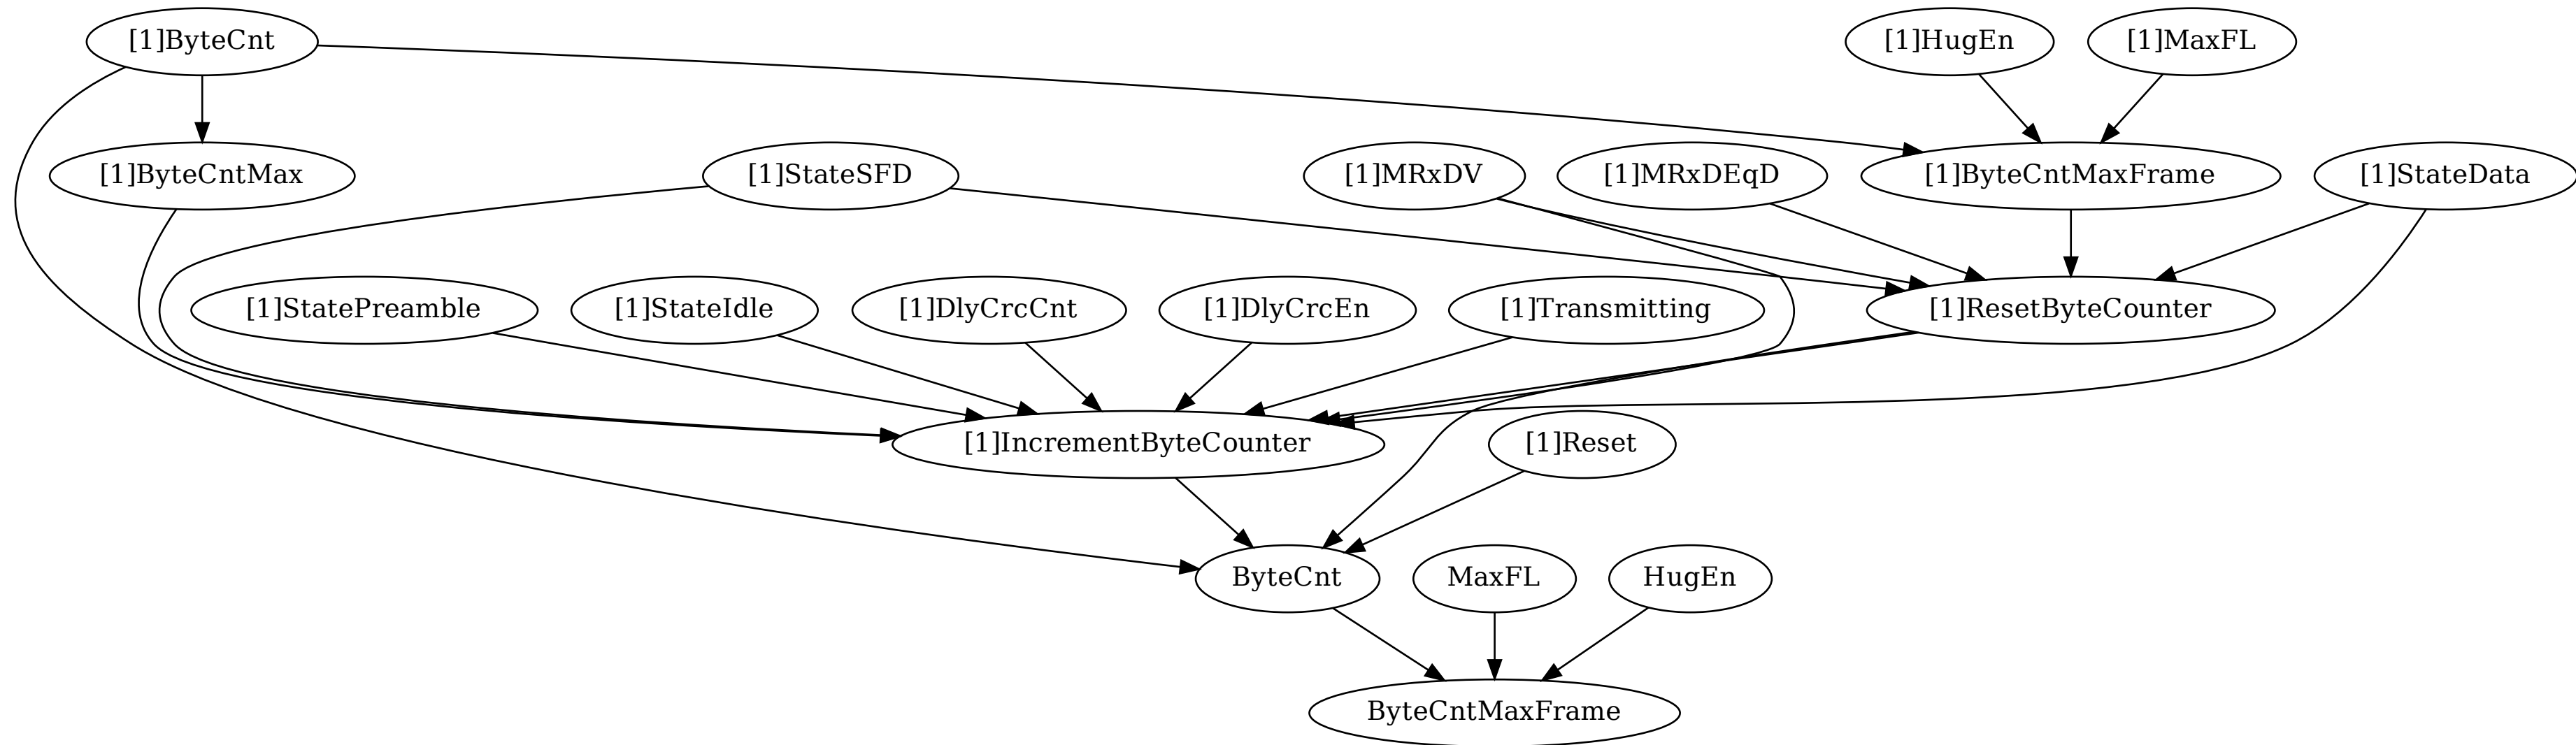 [1]ByteCnt
[1]HugEn
[1]MaxFL
[1]ByteCntMax
[1]StateSFD
[1]MRxDV
[1]MRxDEqD
[1]ByteCntMaxFrame
[1]StateData
[1]StatePreamble
[1]StateIdle
[1]DlyCrcCnt
[1]DlyCrcEn
[1]Transmitting
[1]ResetByteCounter
[1]IncrementByteCounter
[1]Reset
ByteCnt
MaxFL
HugEn
ByteCntMaxFrame